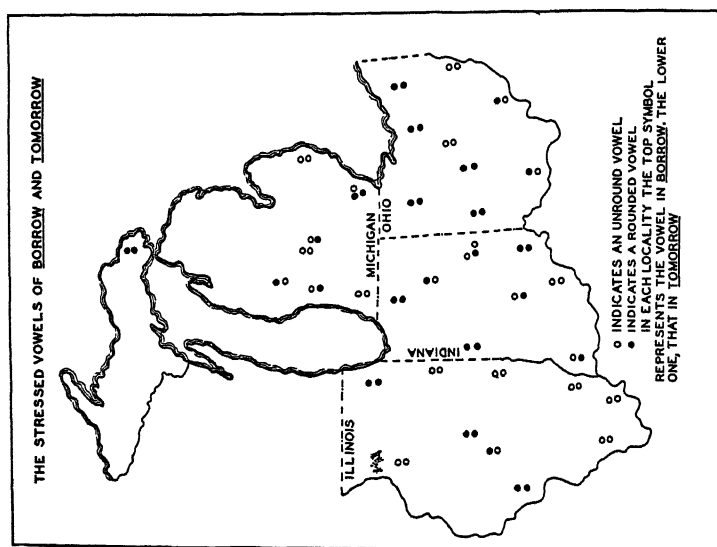 THE STRESSED VOWELS OF BORROW AND TOMORROW
MICHIGAN
OHIO
INDIANA
ILLINOIS
o INDICATES AN UNROUND VOWEL
• INDICATES A ROUNDED VOWEL
IN EACH LOCALITY THE TOP SYMBOL
REPRESENTS THE VOWEL IN BORROW, THE LOWER
ONE, THAT IN TOMORROW